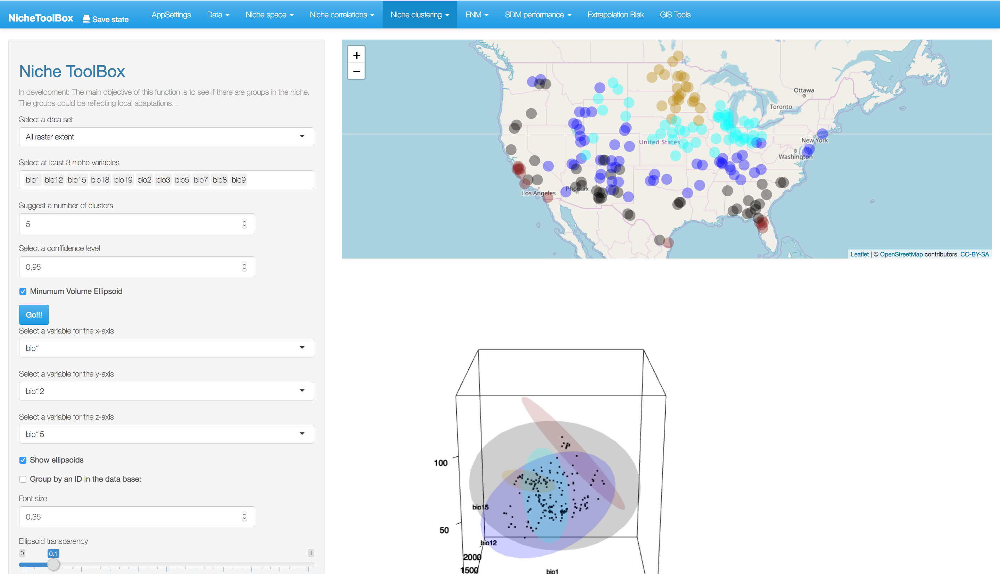 NicheToolBox Save state AppSettings Data Niche space Niche correlations Niche clustering ENM SDM performance Extrapolation Risk GIS Tools
Niche ToolBox
In development: The main objective of this function is to see if there are groups in the niche.
The groups could be reflecting local adaptations...
Select a data set
All raster extent
Select at least 3 niche variables
bio1 bio12 bio15 bio18 bio19 bio2 bio3 bio5 bio7 bio8 bio9
Suggest a number of clusters
5
Select a conffidence level
0,95
Minumum Volume Ellipsoid
Go!!!
Select a variable for the x-axis
bio1
Select a variable for the y-axis
bio12
Select a variable for the z-axis
bio15
Show ellipsoids
Group by an ID in the data base:
Font size
0,35
Ellipsoid transparency
0 0.1 1
+
−
Ottawa
Toronto
New York
United States
Washington
Phoenix
Los Angeles
Leaflet | © OpenStreetMap contributors, CC-BY-SA
100
bio15
50
bio12
2000
1500
bio1